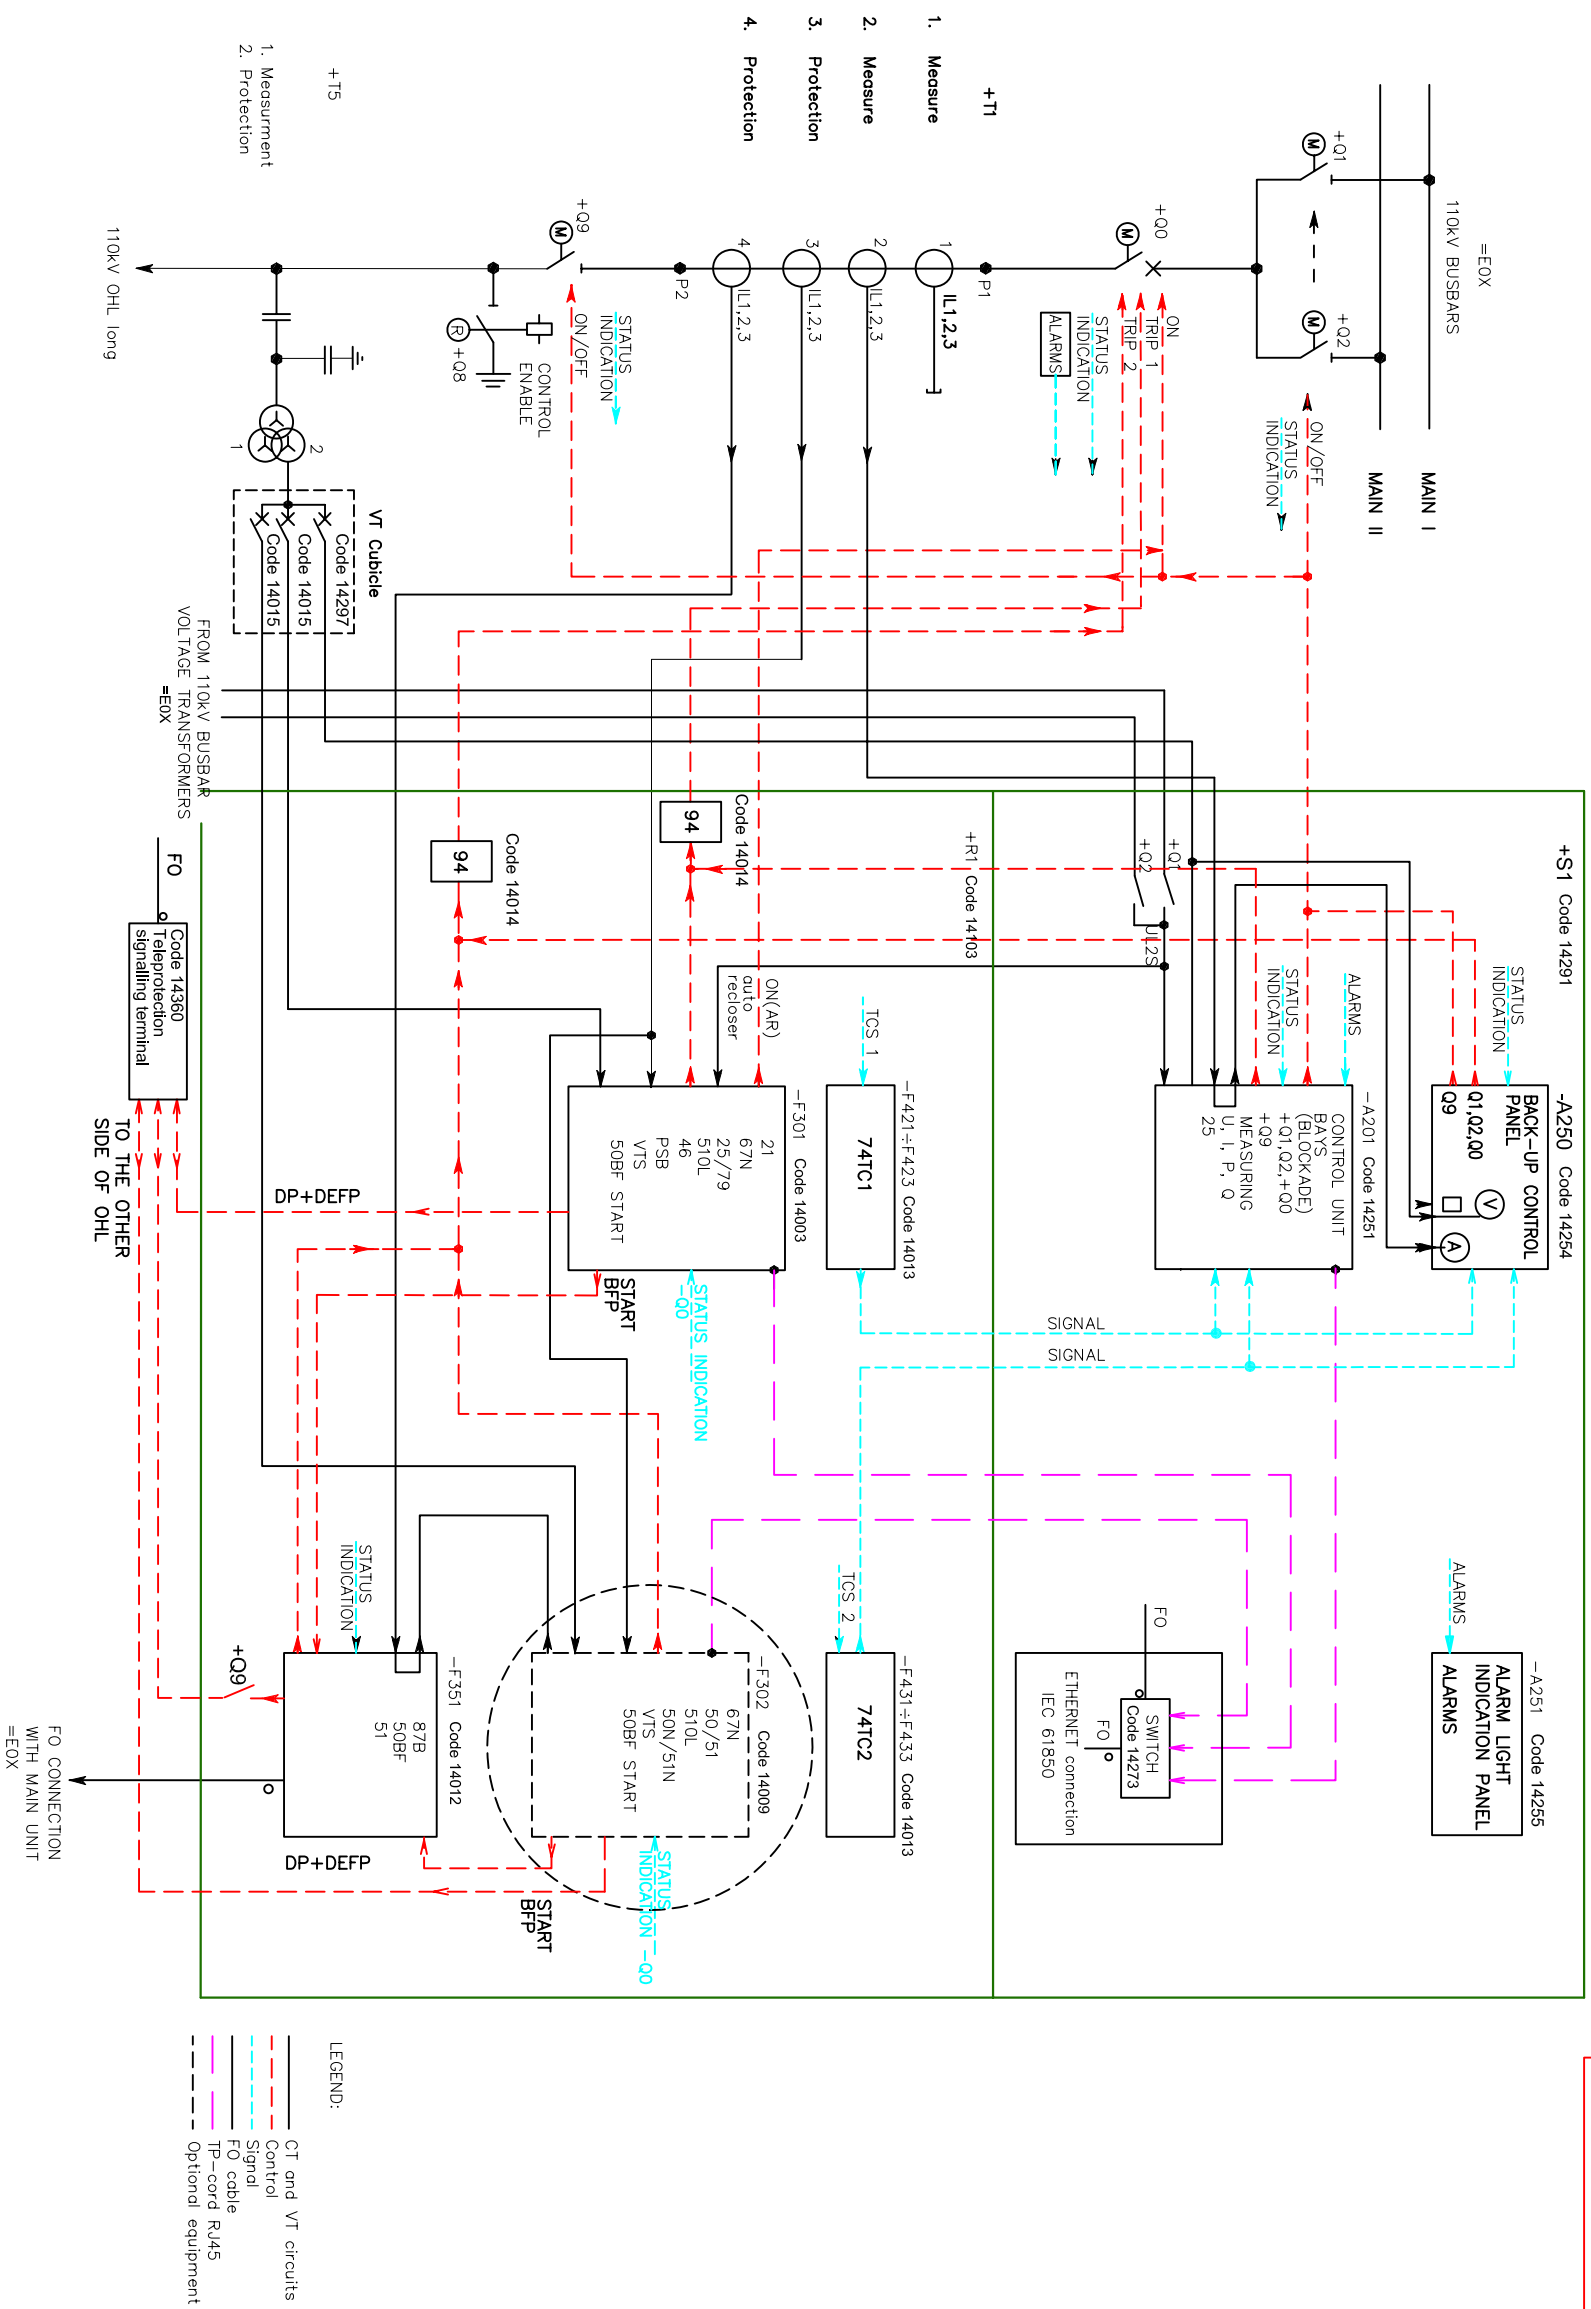 =E0X
110kV BUSBARS
MAIN I
MAIN II
+Q1
M
+Q2
M
ON/OFF
STATUS
INDICATION
+Q0
M
ON
TRIP 1
TRIP 2
STATUS
INDICATION
ALARMS
+T1
1. Measure
2. Measure
3. Protection
4. Protection
P1
1
IL1,2,3
2
IL1,2,3
3
IL1,2,3
4
IL1,2,3
P2
+Q9
M
STATUS
INDICATION
ON/OFF
CONTROL
ENABLE
R
+Q8
+T5
1. Measurment
2. Protection
110kV OHL long
1
2
VT Cubicle
Code 14297
Code 14015
Code 14015
FROM 110kV BUSBAR
VOLTAGE TRANSFORMERS
=E0X
+S1 Code 14291
-A250 Code 14254
BACK-UP CONTROL
PANEL
Q1,Q2,Q0
Q9
V
A
STATUS
INDICATION
ALARMS
STATUS
INDICATION
-A201 Code 14251
CONTROL UNIT
BAYS
(BLOCKADE)
+Q1,Q2,+Q0
+Q9
MEASURING
U, I, P, Q
25
+Q1
+Q2
UL2S
+R1 Code 14103
SIGNAL
SIGNAL
ALARMS
-A251 Code 14255
ALARM LIGHT
INDICATION PANEL
ALARMS
FO
SWITCH
Code 14273
FO
ETHERNET connection
IEC 61850
TCS 1
-F421÷F423 Code 14013
74TC1
TCS 2
-F431÷F433 Code 14013
74TC2
Code 14014
94
Code 14014
94
ON(AR)
auto
recloser
-F301 Code 14003
21
67N
25/79
510L
46
PSB
VTS
50BF START
START
BFP
STATUS INDICATION
-Q0
DP+DEFP
-F302 Code 14009
67N
50/51
510L
50N/51N
VTS
50BF START
STATUS
INDICATION -Q0
START
BFP
DP+DEFP
STATUS
INDICATION
-F351 Code 14012
87B
50BF
51
+Q9
FO
Code 14360
Teleprotection
signalling terminal
TO THE OTHER
SIDE OF OHL
FO CONNECTION
WITH MAIN UNIT
=E0X
LEGEND:
CT and VT circuits
Control
Signal
FO cable
TP-cord RJ45
Optional equipment